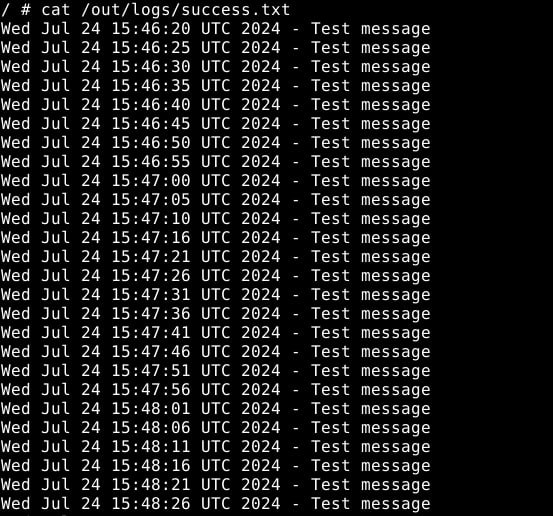 / # cat /out/logs/success.txt
Wed Jul 24 15:46:20 UTC 2024 - Test message
Wed Jul 24 15:46:25 UTC 2024 - Test message
Wed Jul 24 15:46:30 UTC 2024 - Test message
Wed Jul 24 15:46:35 UTC 2024 - Test message
Wed Jul 24 15:46:40 UTC 2024 - Test message
Wed Jul 24 15:46:45 UTC 2024 - Test message
Wed Jul 24 15:46:50 UTC 2024 - Test message
Wed Jul 24 15:46:55 UTC 2024 - Test message
Wed Jul 24 15:47:00 UTC 2024 - Test message
Wed Jul 24 15:47:05 UTC 2024 - Test message
Wed Jul 24 15:47:10 UTC 2024 - Test message
Wed Jul 24 15:47:16 UTC 2024 - Test message
Wed Jul 24 15:47:21 UTC 2024 - Test message
Wed Jul 24 15:47:26 UTC 2024 - Test message
Wed Jul 24 15:47:31 UTC 2024 - Test message
Wed Jul 24 15:47:36 UTC 2024 - Test message
Wed Jul 24 15:47:41 UTC 2024 - Test message
Wed Jul 24 15:47:46 UTC 2024 - Test message
Wed Jul 24 15:47:51 UTC 2024 - Test message
Wed Jul 24 15:47:56 UTC 2024 - Test message
Wed Jul 24 15:48:01 UTC 2024 - Test message
Wed Jul 24 15:48:06 UTC 2024 - Test message
Wed Jul 24 15:48:11 UTC 2024 - Test message
Wed Jul 24 15:48:16 UTC 2024 - Test message
Wed Jul 24 15:48:21 UTC 2024 - Test message
Wed Jul 24 15:48:26 UTC 2024 - Test message